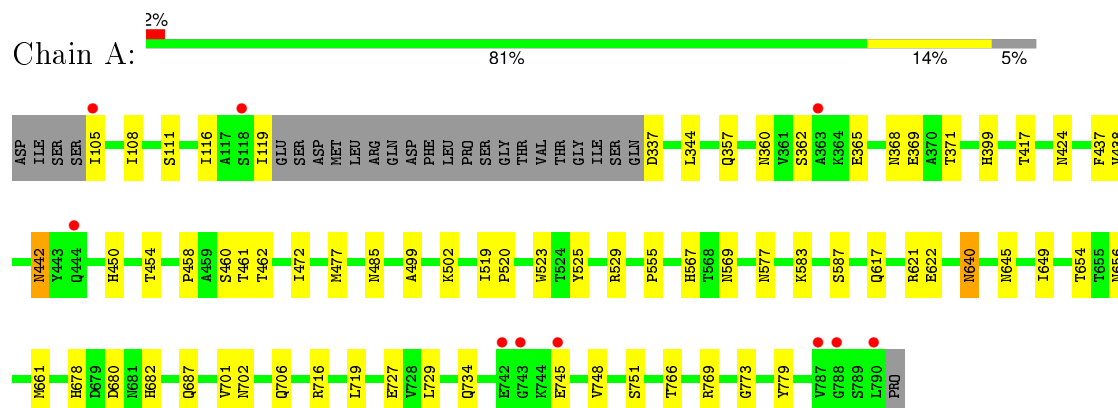 2%
Chain A:
81% 14% 5%
ASP ILE SER SER I105 I108 S111 I116 A117 S118 I119 GLU SER ASP MET LEU ARG GLN ASP PHE LEU PRO SER GLY THR VAL THR GLY ILE SER GLN D337 L344 Q357 N360 V361 S362 A363 K364 E365 N368 E369 A370 T371 H399 T417 N424 F437 V438
N442 Y443 Q444 H450 T454 P458 A459 S460 T461 T462 I472 M477 N485 A499 K502 I519 P520 W523 T524 Y525 R529 P555 H567 T568 N569 N577 K583 S587 Q617 R621 E622 N640 N645 I649 T654 T655 N656
M661 H678 D679 D680 N681 H682 Q687 V701 N702 Q706 R716 L719 E727 V728 L729 Q734 E742 G743 K744 E745 V748 S751 T766 R769 G773 Y779 V787 G788 S789 L790 PRO